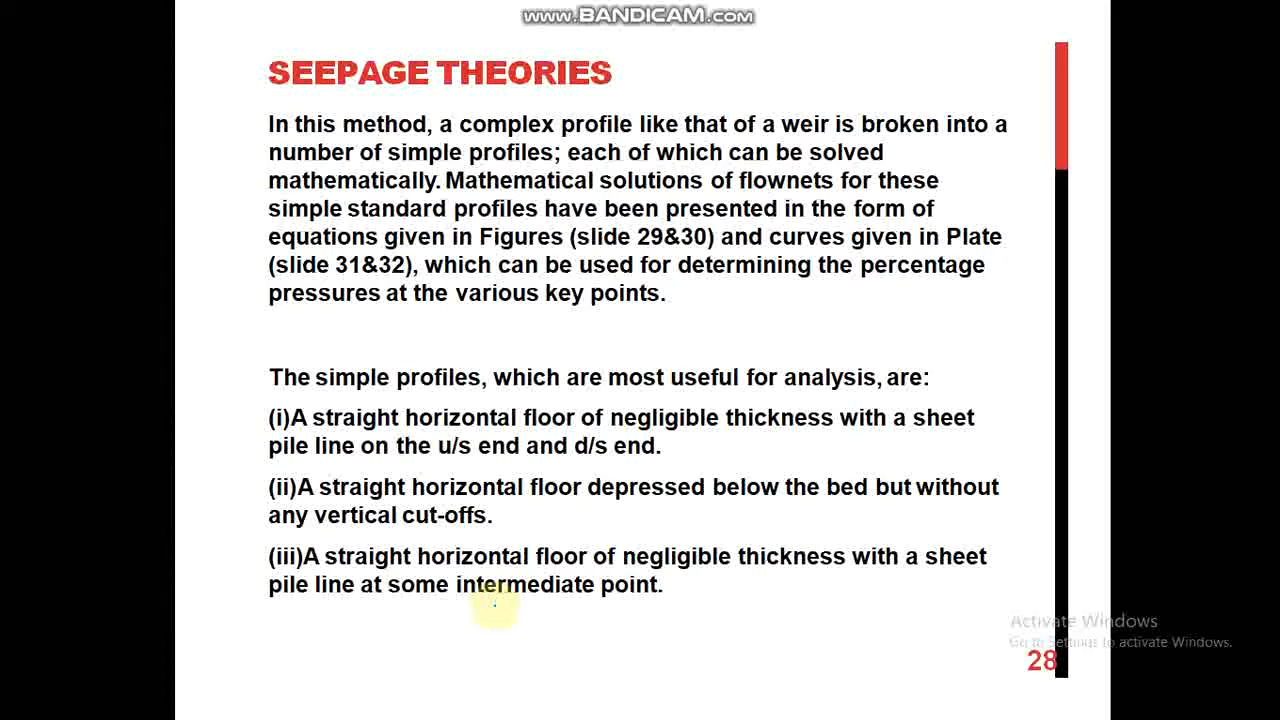 www.BANDICAM.com
SEEPAGE THEORIES
In this method, a complex profile like that of a weir is broken into a
number of simple profiles; each of which can be solved
mathematically. Mathematical solutions of flownets for these
simple standard profiles have been presented in the form of
equations given in Figures (slide 29&30) and curves given in Plate
(slide 31&32), which can be used for determining the percentage
pressures at the various key points.
The simple profiles, which are most useful for analysis, are:
(i)A straight horizontal floor of negligible thickness with a sheet
pile line on the u/s end and d/s end.
(ii)A straight horizontal floor depressed below the bed but without
any vertical cut-offs.
(iii)A straight horizontal floor of negligible thickness with a sheet
pile line at some intermediate point.
Activate Windows
Go to Settings to activate Windows.
28